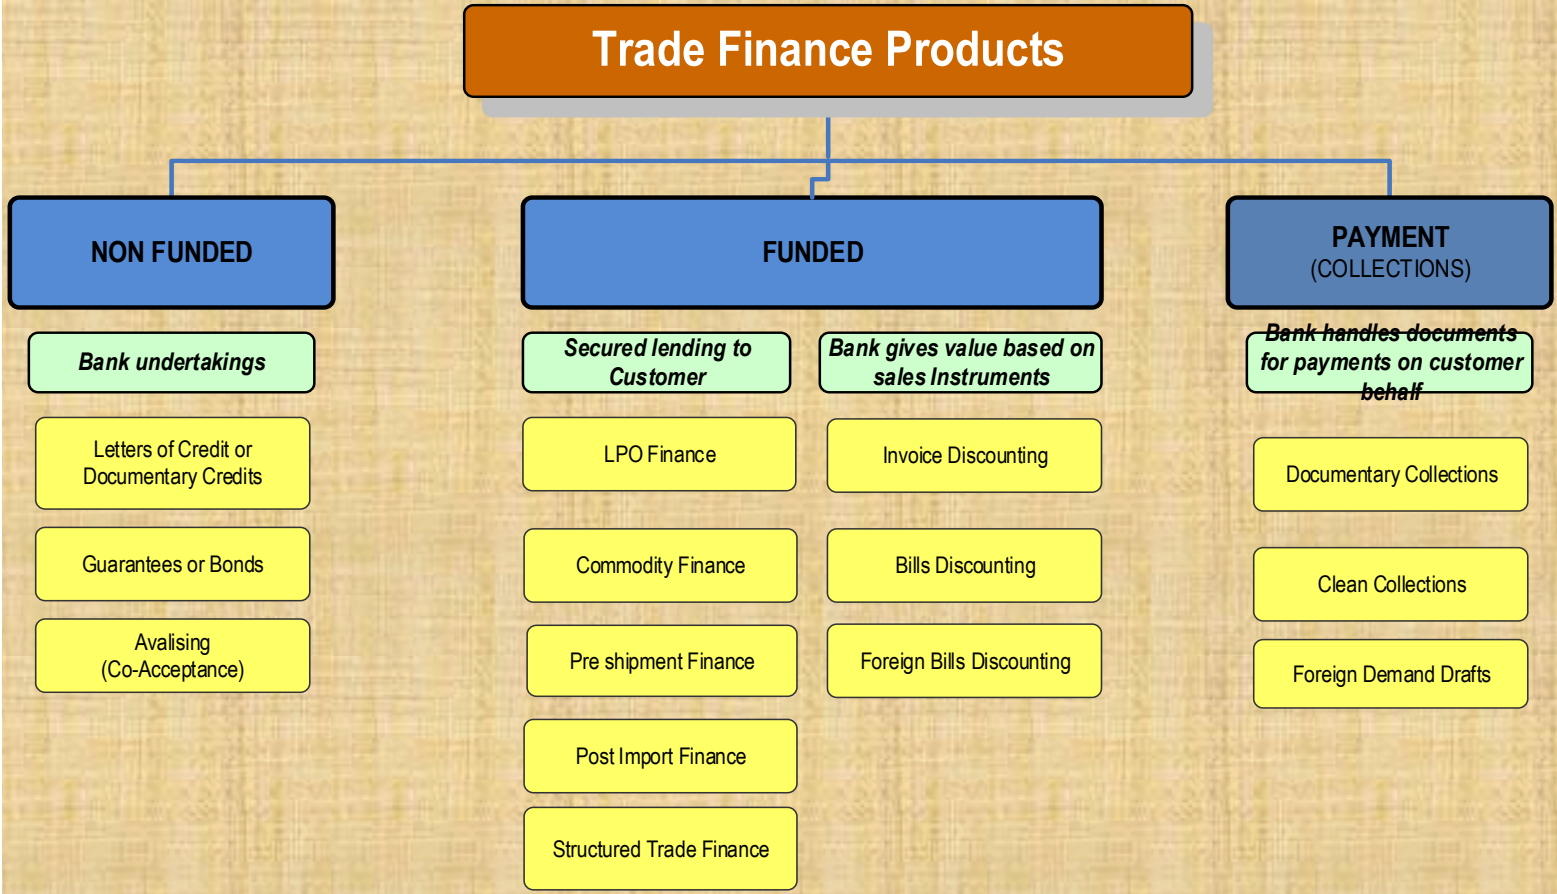 Trade Finance Products
NON FUNDED
FUNDED
PAYMENT
(COLLECTIONS)
Bank undertakings
Secured lending to
Customer
Bank gives value based on
sales Instruments
Bank handles documents
for payments on customer
behalf
Letters of Credit or
Documentary Credits
Guarantees or Bonds
Avalising
(Co-Acceptance)
LPO Finance
Commodity Finance
Pre shipment Finance
Post Import Finance
Structured Trade Finance
Invoice Discounting
Bills Discounting
Foreign Bills Discounting
Documentary Collections
Clean Collections
Foreign Demand Drafts